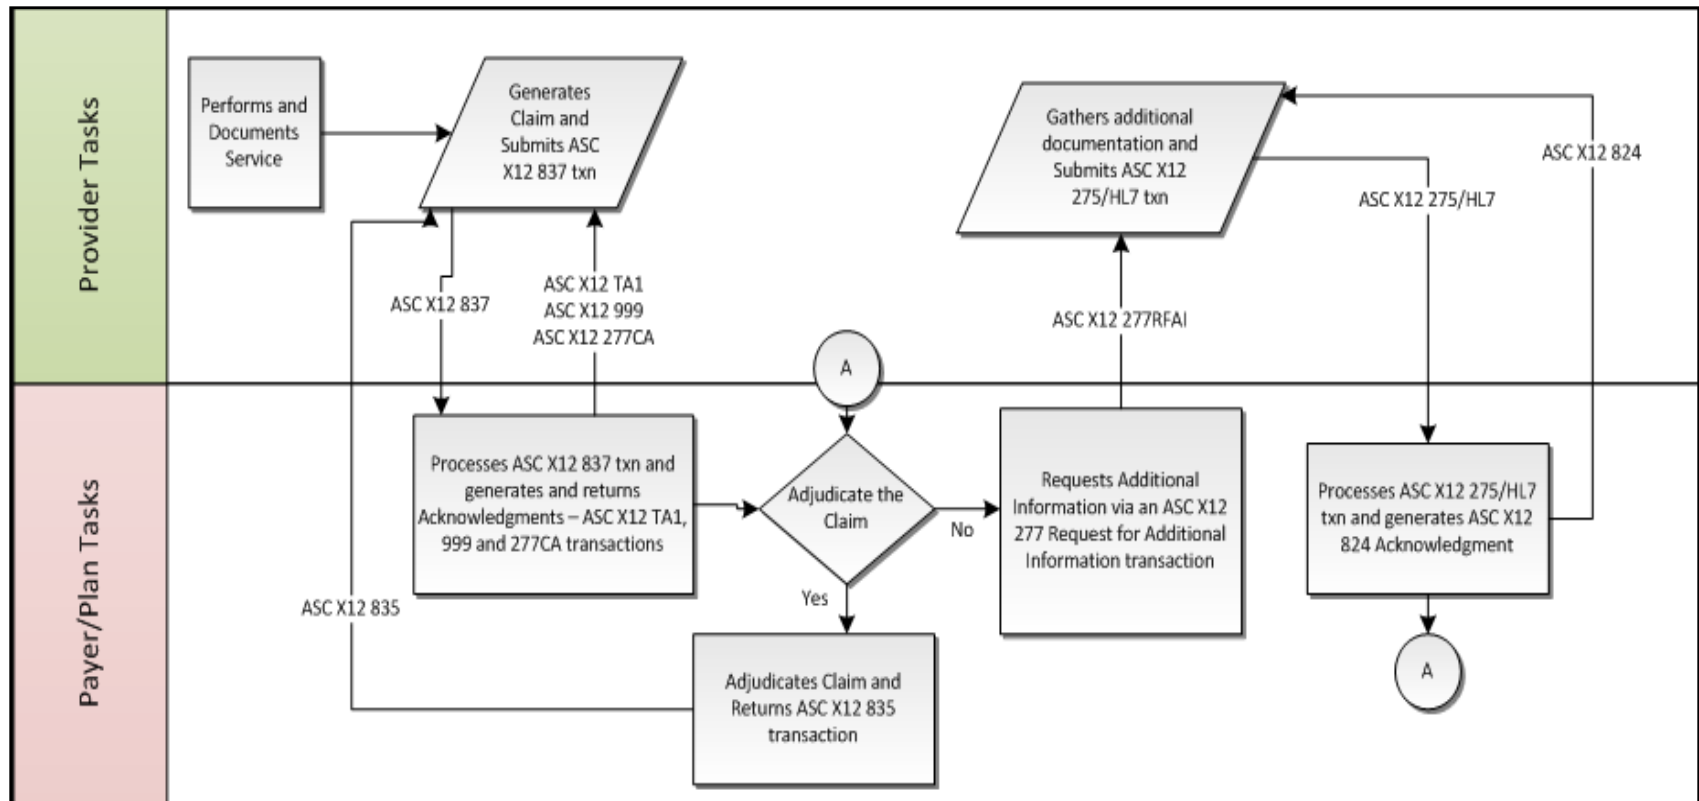 Provider Tasks
Performs and
Documents
Service
Generates
Claim and
Submits ASC
X12 837 txn
Gathers additional
documentation and
Submits ASC X12
275/HL7 txn
ASC X12 824
ASC X12 275/HL7
ASC X12 837
ASC X12 TA1
ASC X12 999
ASC X12 277CA
ASC X12 277RFAI
A
Payer/Plan Tasks
Processes ASC X12 837 txn and
generates and returns
Acknowledgments – ASC X12 TA1,
999 and 277CA transactions
Adjudicate the
Claim
No
Yes
Requests Additional
Information via an ASC X12
277 Request for Additional
Information transaction
Processes ASC X12 275/HL7
txn and generates ASC X12
824 Acknowledgment
ASC X12 835
Adjudicates Claim and
Returns ASC X12 835
transaction
A